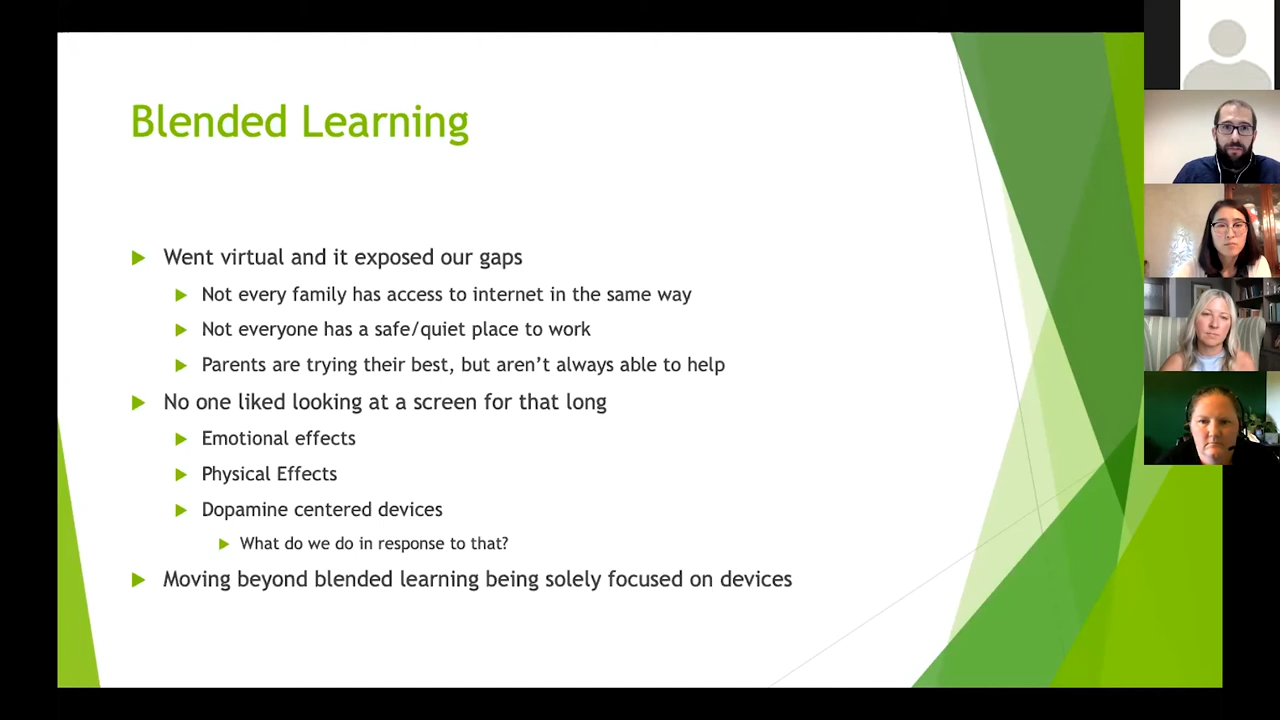 Blended Learning
Went virtual and it exposed our gaps
Not every family has access to internet in the same way
Not everyone has a safe/quiet place to work
Parents are trying their best, but aren't always able to help
No one liked looking at a screen for that long
Emotional effects
Physical Effects
Dopamine centered devices
What do we do in response to that?
Moving beyond blended learning being solely focused on devices